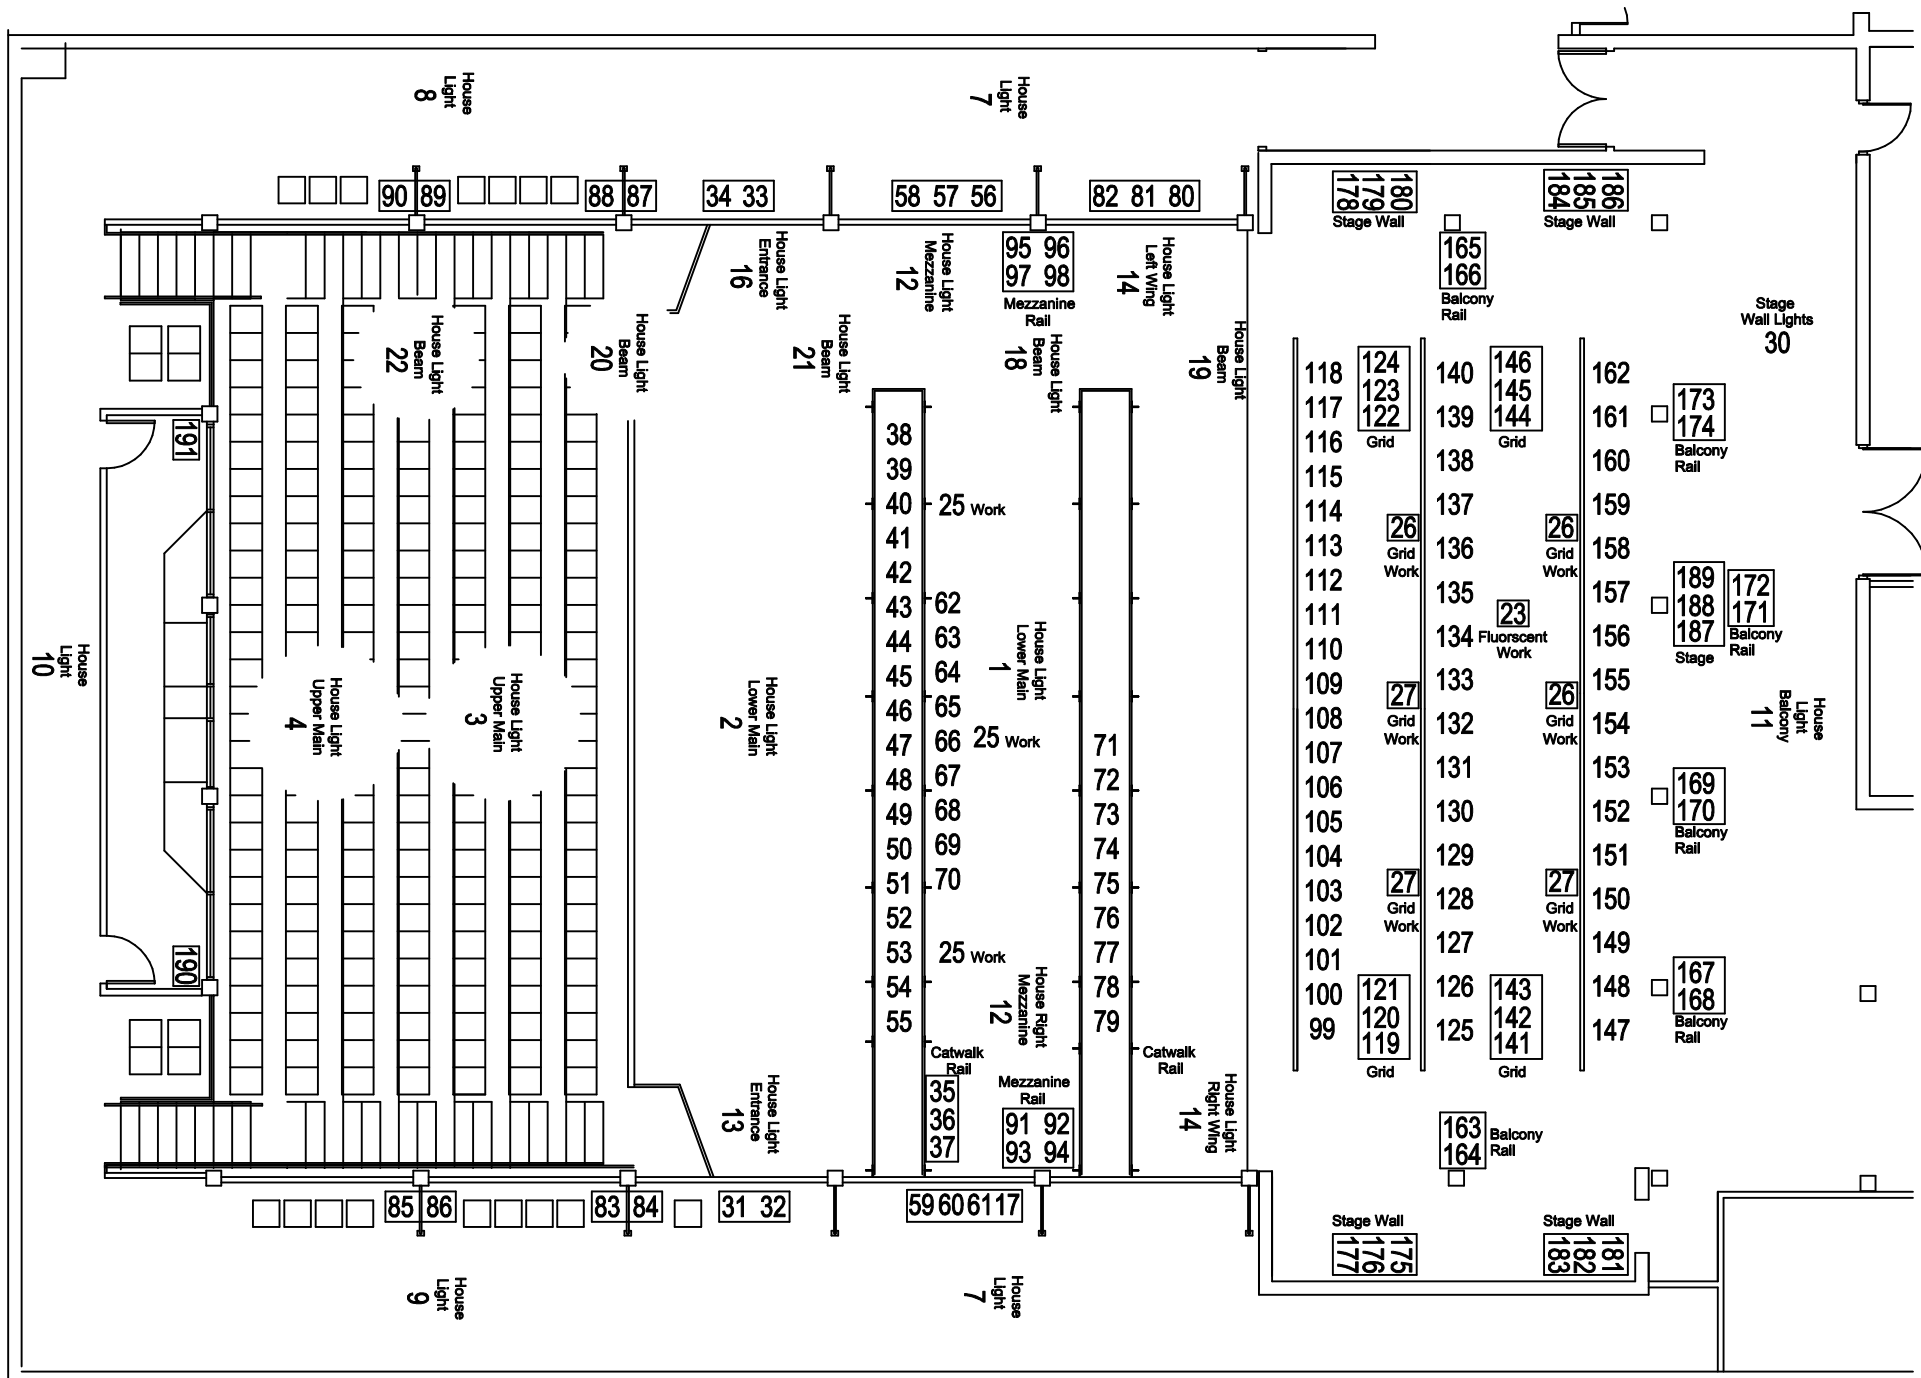 House
Light
8
House
Light
7
90 89
88 87
34 33
58 57 56
82 81 80
180
179
178
Stage Wall
186
185
184
Stage Wall
165
166
Balcony
Rail
95 96
97 98
Mezzanine
Rail
House Light
Entrance
16
House Light
Mezzanine
12
House Light
Left Wing
14
House Light
Beam
22
House Light
Beam
20
House Light
Beam
21
House Light
Beam
18
House Light
Beam
19
Stage
Wall Lights
30
191
38
39
40
41
42
43
44
45
46
47
48
49
50
51
52
53
54
55
25 Work
62
63
64
65
66
67
68
69
70
25 Work
25 Work
House Light
Lower Main
1
House Light
Lower Main
2
House Light
Upper Main
3
House Light
Upper Main
4
House
Light
10
71
72
73
74
75
76
77
78
79
118
117
116
115
114
113
112
111
110
109
108
107
106
105
104
103
102
101
100
99
124
123
122
Grid
26
Grid
Work
27
Grid
Work
27
Grid
Work
121
120
119
Grid
140
139
138
137
136
135
134
133
132
131
130
129
128
127
126
125
146
145
144
Grid
23
Fluorscent
Work
26
Grid
Work
26
Grid
Work
27
Grid
Work
143
142
141
Grid
162
161
160
159
158
157
156
155
154
153
152
151
150
149
148
147
173
174
Balcony
Rail
189
188
187
Stage
172
171
Balcony
Rail
House
Light
Balcony
11
169
170
Balcony
Rail
167
168
Balcony
Rail
190
House Right
Mezzanine
12
Catwalk
Rail
35
36
37
Mezzanine
Rail
91 92
93 94
Catwalk
Rail
House Light
Entrance
13
House Light
Right Wing
14
163
164
Balcony
Rail
85 86
83 84
31 32
59 60 61 17
Stage Wall
175
176
177
Stage Wall
181
182
183
House
Light
9
House
Light
7